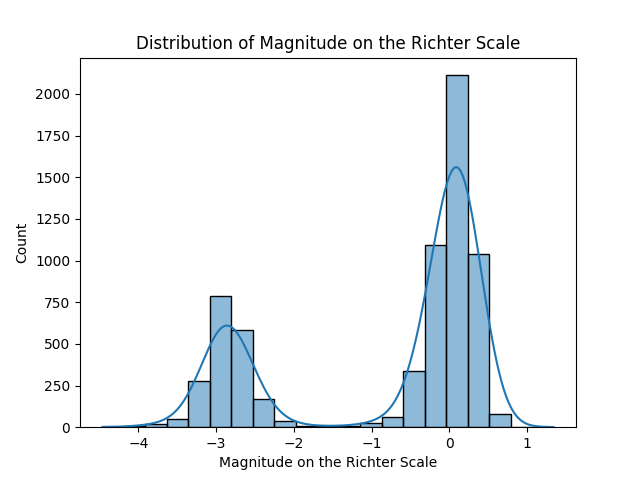 Distribution of Magnitude on the Richter Scale
Count
2000
1750
1500
1250
1000
750
500
250
0
−4 −3 −2 −1 0 1
Magnitude on the Richter Scale